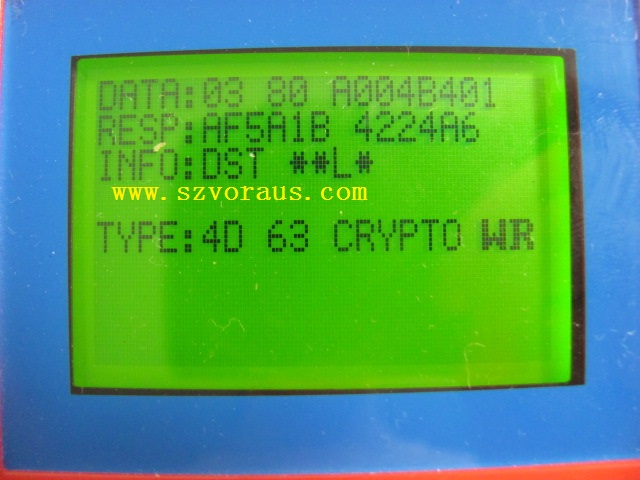 DATA:03 80 A004B401
RESP:AF5A1B 4224A6
INFO:DST **L*
www.szvoraus.com
TYPE:4D 63 CRYPTO WR